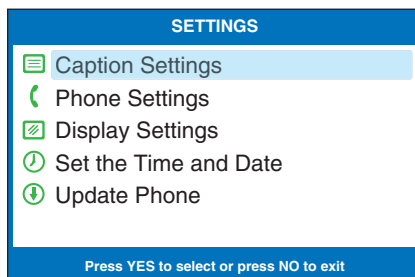 SETTINGS
Caption Settings
Phone Settings
Display Settings
Set the Time and Date
Update Phone
Press YES to select or press NO to exit